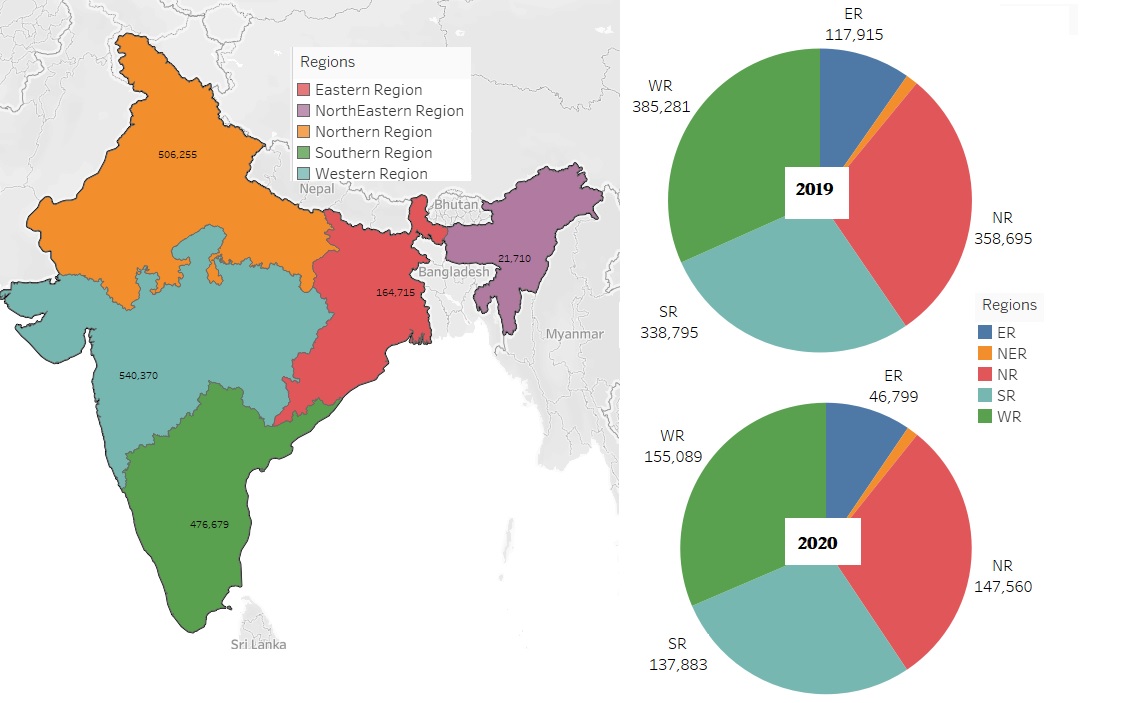 Regions
Eastern Region
NorthEastern Region
Northern Region
Southern Region
Western Region
506,255
Nepal
Bhutan
21,710
Bangladesh
164,715
Myanmar
540,370
476,679
Sri Lanka
ER
117,915
WR
385,281
2019
NR
358,695
SR
338,795
Regions
ER
NER
NR
SR
WR
ER
46,799
WR
155,089
2020
NR
147,560
SR
137,883